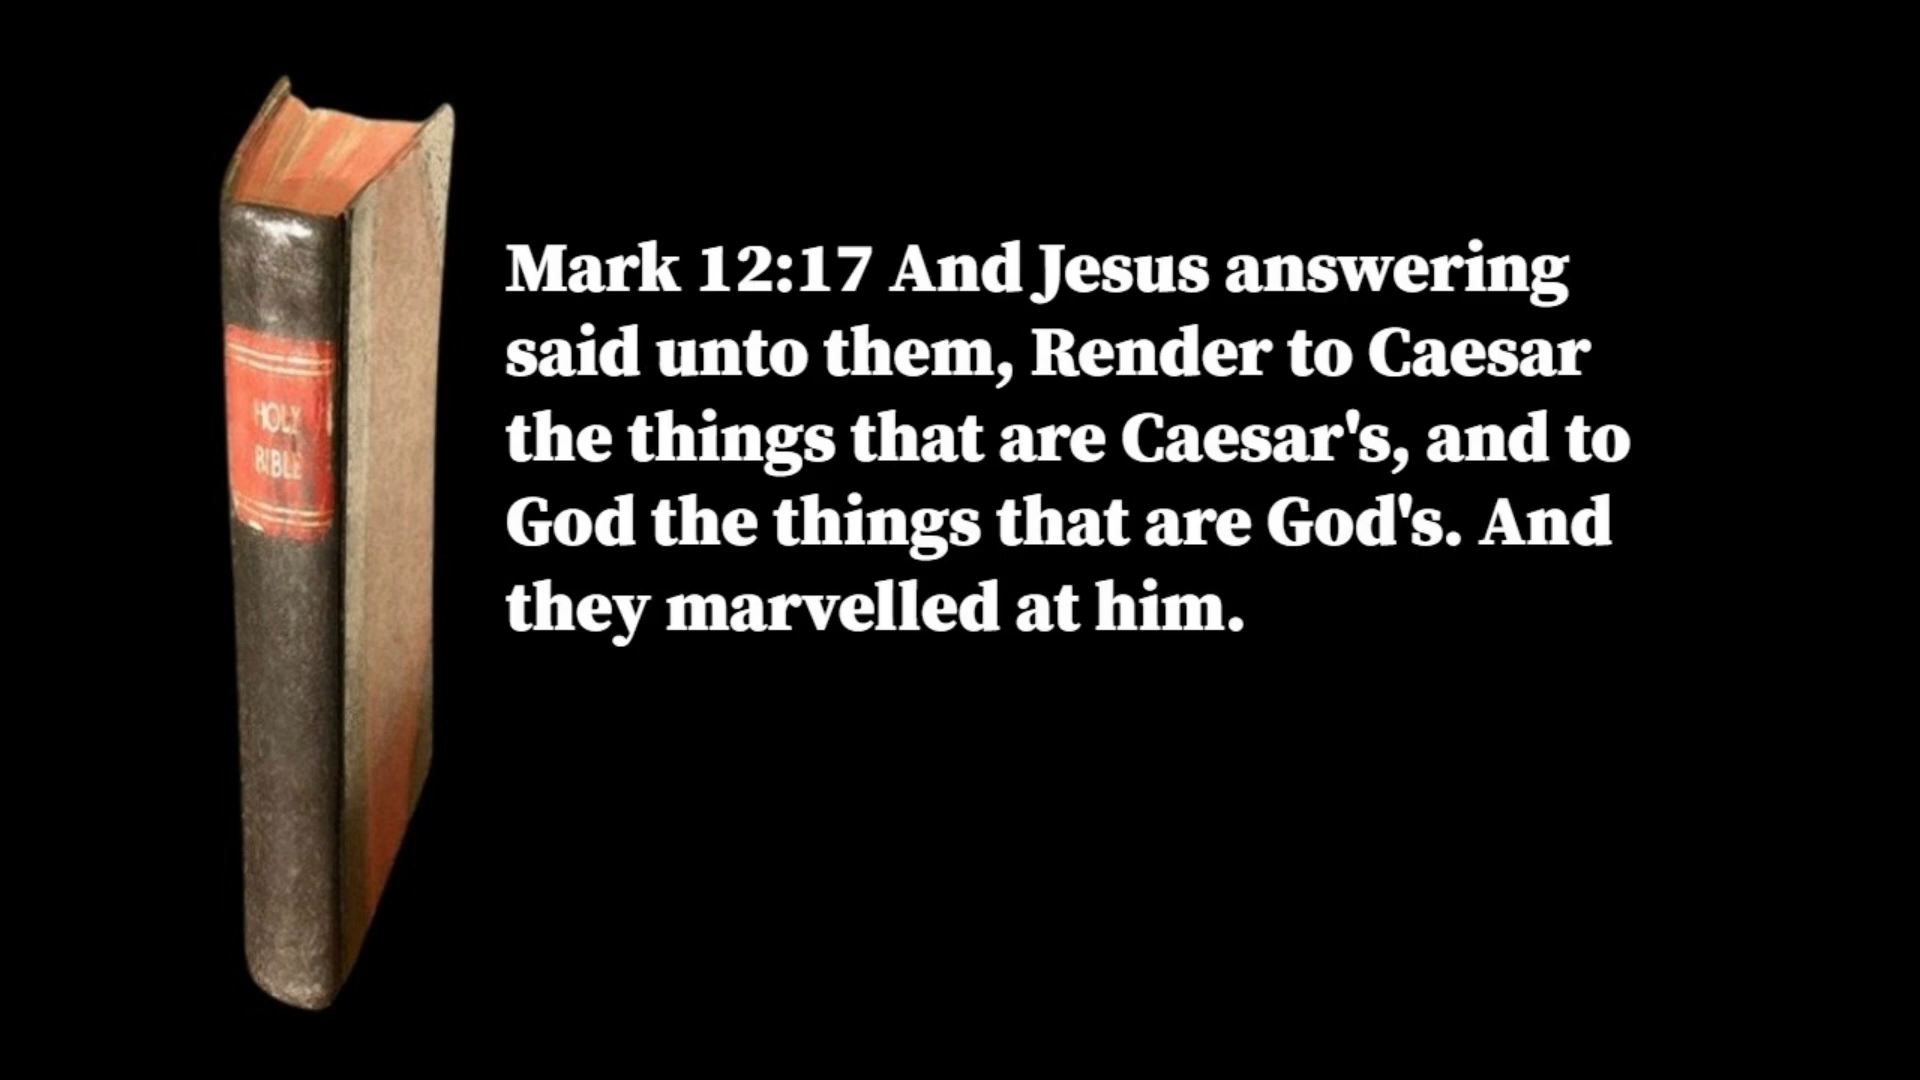 HOLY
BIBLE
Mark 12:17 And Jesus answering
said unto them, Render to Caesar
the things that are Caesar's, and to
God the things that are God's. And
they marvelled at him.